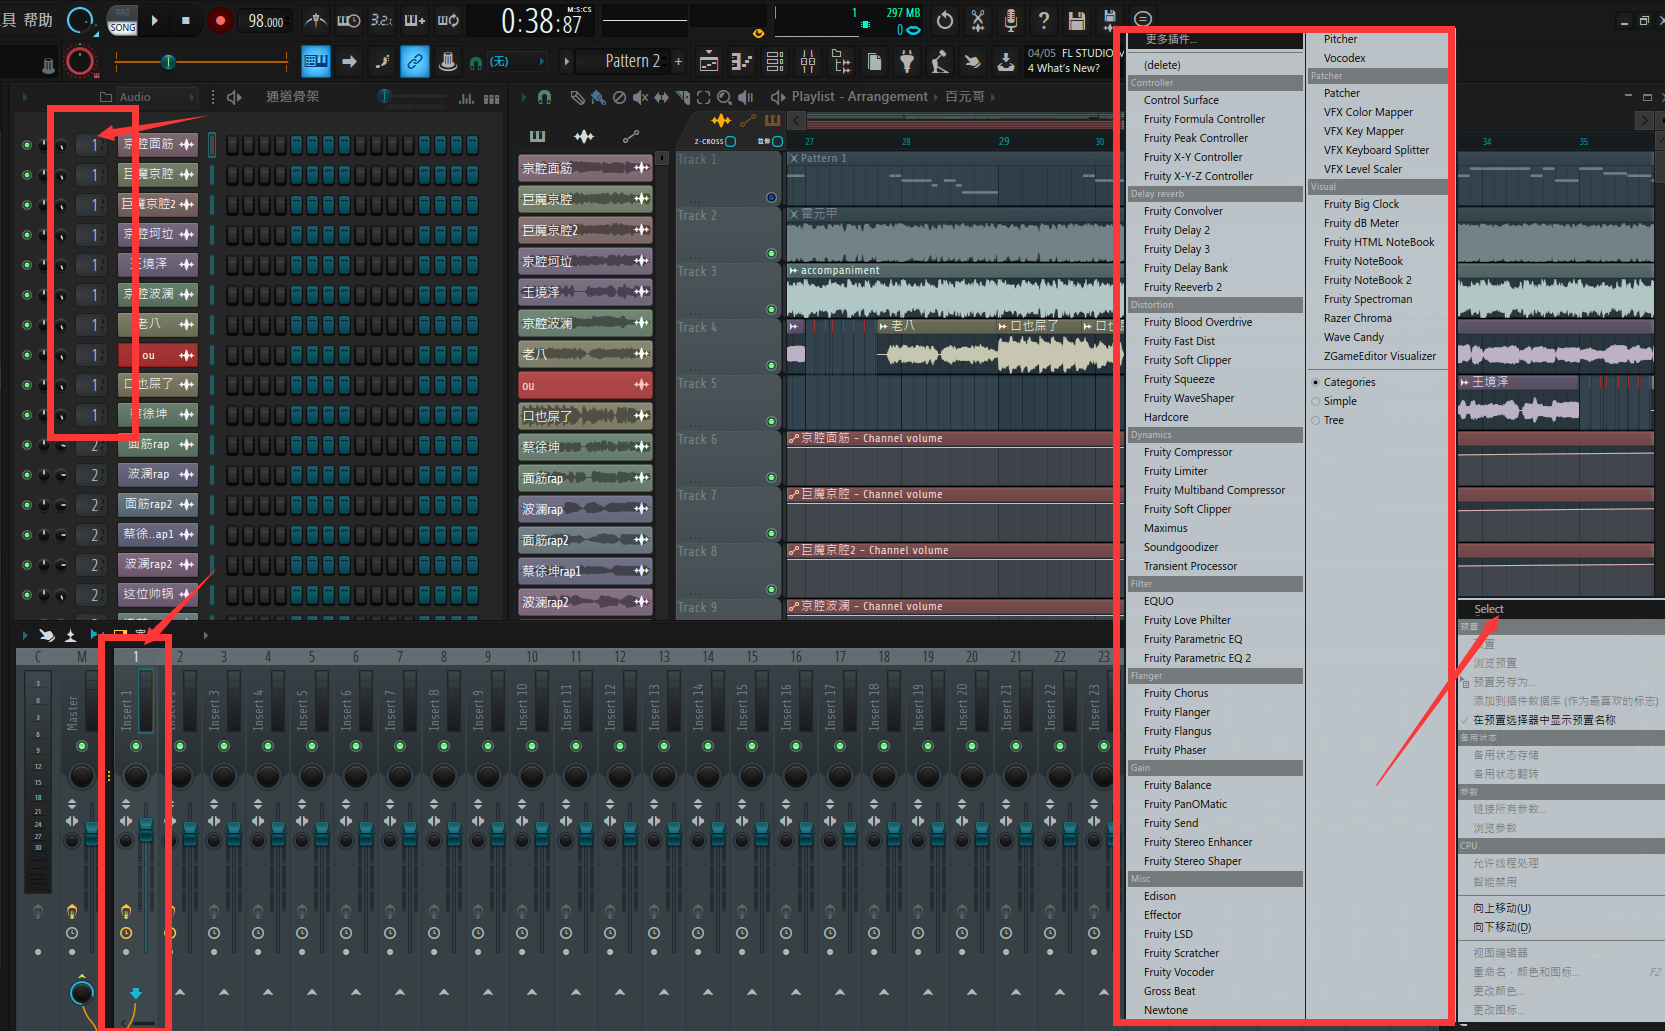 具 帮助
PAT
SONG
98.000
3.2.
0:38:87
M:S:CS
1
297 MB
0
(无)
Pattern 2
04/05 FL STUDIO
4 What's New?
Audio
通道骨架
Playlist - Arrangement
百元哥
Z-CROSS
拉伸
27
28
29
30
34
35
1
京腔面筋
1
巨魔京腔
1
巨魔京腔2
1
京腔坷垃
1
王境泽
1
京腔波澜
1
老八
1
ou
1
口也屎了
1
蔡徐坤
2
面筋rap
2
波澜rap
2
面筋rap2
2
蔡徐..ap1
2
波澜rap2
2
这位帅锅
京腔面筋
巨魔京腔
巨魔京腔2
京腔坷垃
王境泽
京腔波澜
老八
ou
口也屎了
蔡徐坤
面筋rap
波澜rap
面筋rap2
蔡徐坤rap1
波澜rap2
Track 1
Track 2
Track 3
Track 4
Track 5
Track 6
Track 7
Track 8
Track 9
Pattern 1
霍元甲
accompaniment
老八
口也屎了
王境泽
京腔面筋 - Channel volume
巨魔京腔 - Channel volume
巨魔京腔2 - Channel volume
京腔波澜 - Channel volume
更多插件...
(delete)
Controller
Control Surface
Fruity Formula Controller
Fruity Peak Controller
Fruity X-Y Controller
Fruity X-Y-Z Controller
Delay reverb
Fruity Convolver
Fruity Delay 2
Fruity Delay 3
Fruity Delay Bank
Fruity Reeverb 2
Distortion
Fruity Blood Overdrive
Fruity Fast Dist
Fruity Soft Clipper
Fruity Squeeze
Fruity WaveShaper
Hardcore
Dynamics
Fruity Compressor
Fruity Limiter
Fruity Multiband Compressor
Fruity Soft Clipper
Maximus
Soundgoodizer
Transient Processor
Filter
EQUO
Fruity Love Philter
Fruity Parametric EQ
Fruity Parametric EQ 2
Flanger
Fruity Chorus
Fruity Flanger
Fruity Flangus
Fruity Phaser
Gain
Fruity Balance
Fruity PanOMatic
Fruity Send
Fruity Stereo Enhancer
Fruity Stereo Shaper
Misc
Edison
Effector
Fruity LSD
Fruity Scratcher
Fruity Vocoder
Gross Beat
Newtone
Pitcher
Vocodex
Patcher
Patcher
VFX Color Mapper
VFX Key Mapper
VFX Keyboard Splitter
VFX Level Scaler
Visual
Fruity Big Clock
Fruity dB Meter
Fruity HTML NoteBook
Fruity NoteBook
Fruity NoteBook 2
Fruity Spectroman
Razer Chroma
Wave Candy
ZGameEditor Visualizer
Categories
Simple
Tree
Select
预置
预置
浏览预置
预置另存为...
添加到插件数据库 (作为最喜欢的标志)
在预置选择器中显示预置名称
备用状态
备用状态存储
备用状态翻转
参数
链接所有参数...
浏览参数
CPU
允许线程处理
智能禁用
向上移动(U)
向下移动(D)
视图编辑器
重命名 · 颜色和图标... F2
更改颜色...
更改图标...
C M 1 2 3 4 5 6 7 8 9 10 11 12 13 14 15 16 17 18 19 20 21 22 23
Master
Insert 1
Insert 3
Insert 4
Insert 5
Insert 6
Insert 7
Insert 8
Insert 9
Insert 10
Insert 11
Insert 12
Insert 13
Insert 14
Insert 15
Insert 16
Insert 17
Insert 18
Insert 19
Insert 20
Insert 21
Insert 22
Insert 23
3
0
3
6
9
12
15
18
21
24
27
30